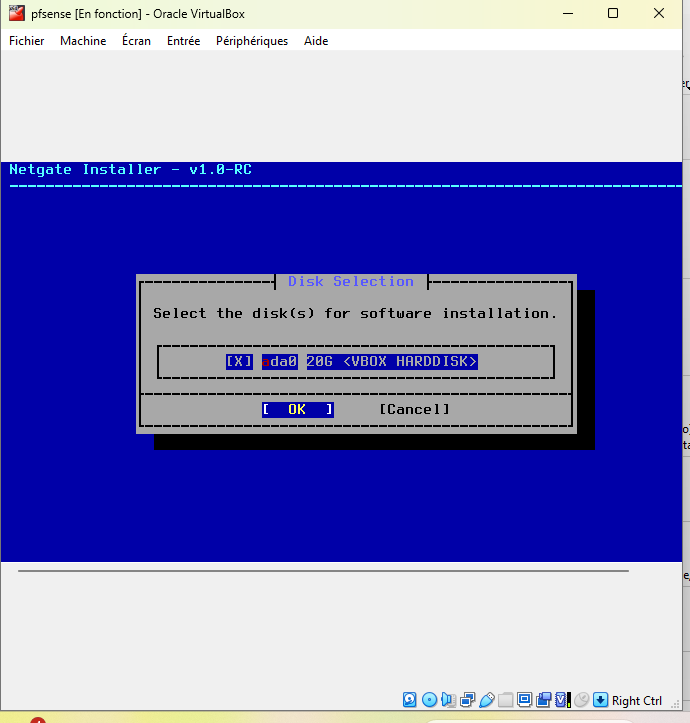 pfsense [En fonction] - Oracle VirtualBox
Fichier Machine Écran Entrée Périphériques Aide
Netgate Installer - v1.0-RC
Disk Selection
Select the disk(s) for software installation.
[X] ada0 20G <VBOX HARDDISK>
[ OK ] [Cancel]
Right Ctrl